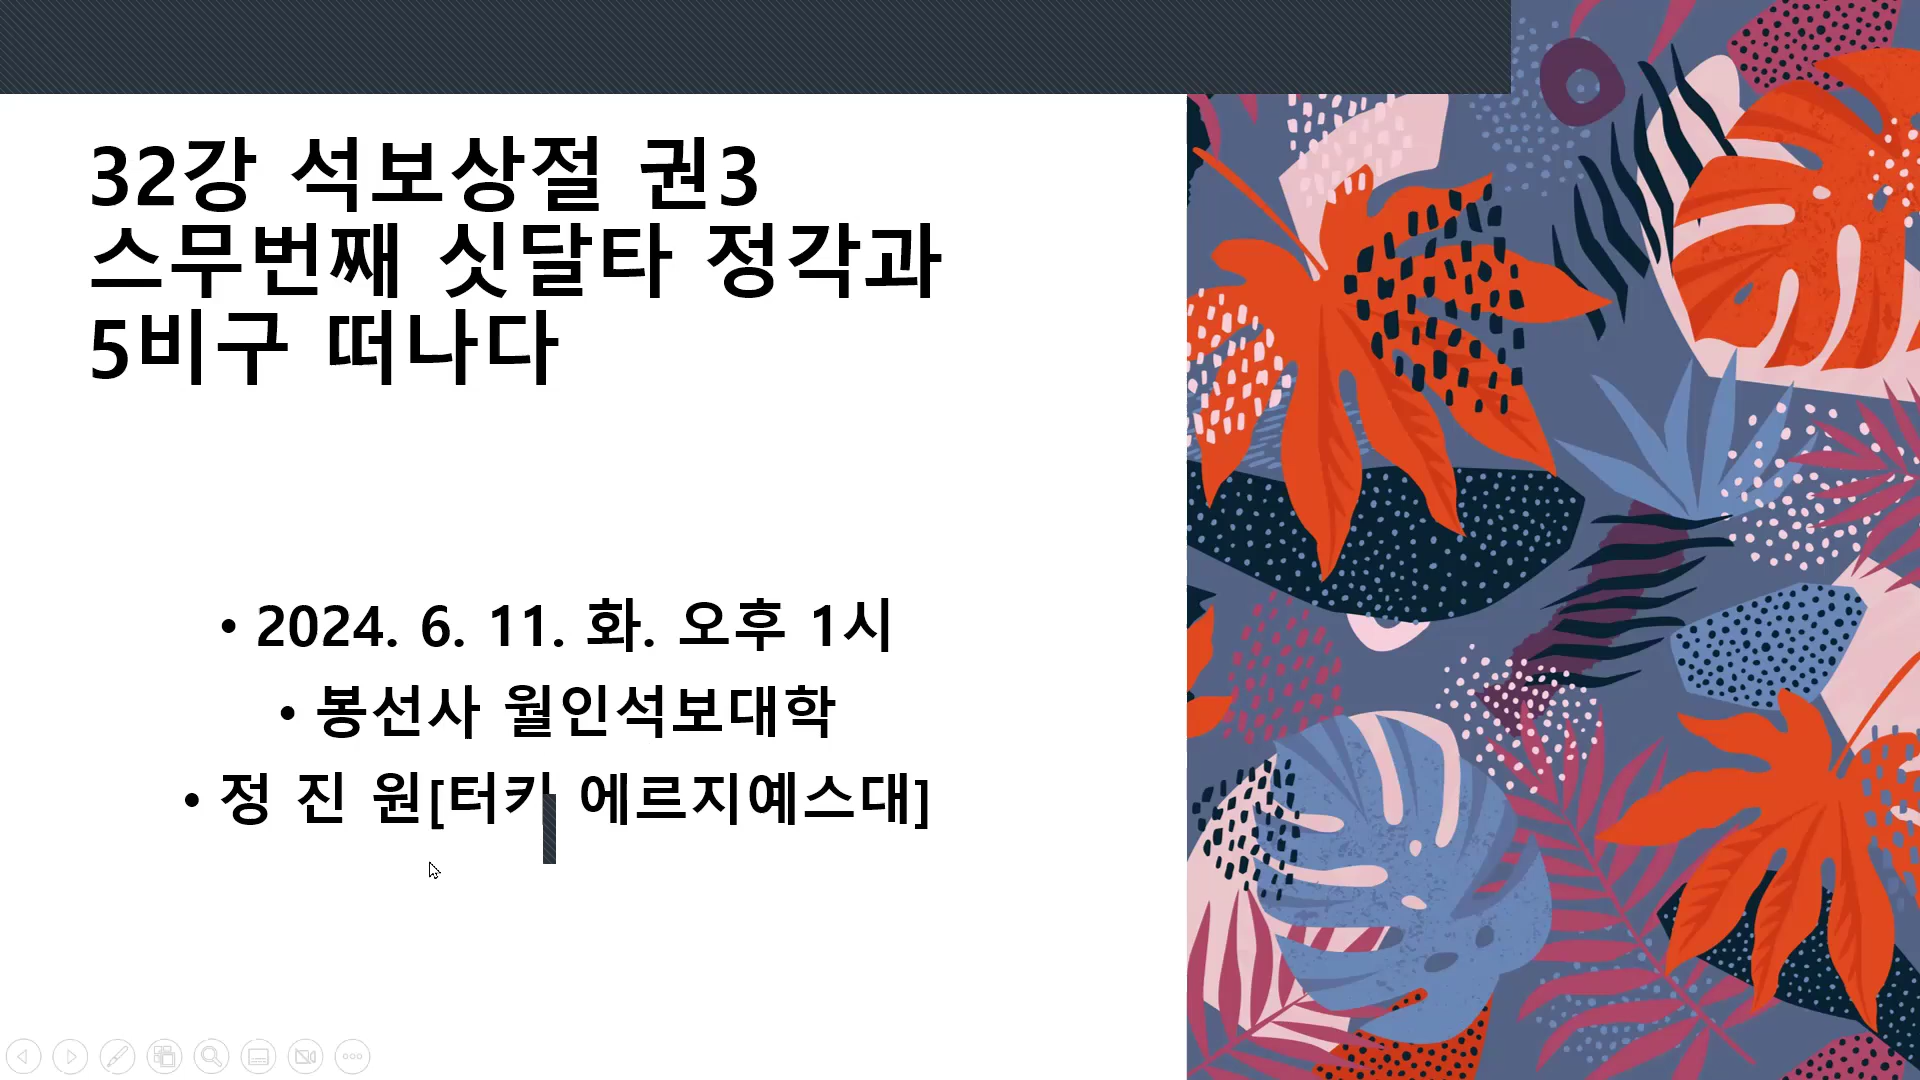 32강 석보상절 권3
스무번째 싯달타 정각과
5비구 떠나다
• 2024. 6. 11. 화. 오후 1시
• 봉선사 월인석보대학
• 정 진 원[터키 에르지예스대]